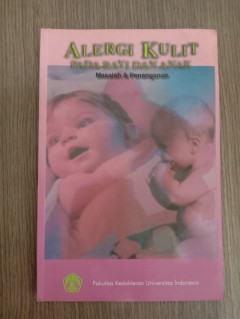 ALERGI KULIT
PADA BAYI DAN ANAK
Masalah & Penanganan
Fakultas Kedokteran Universitas Indonesia